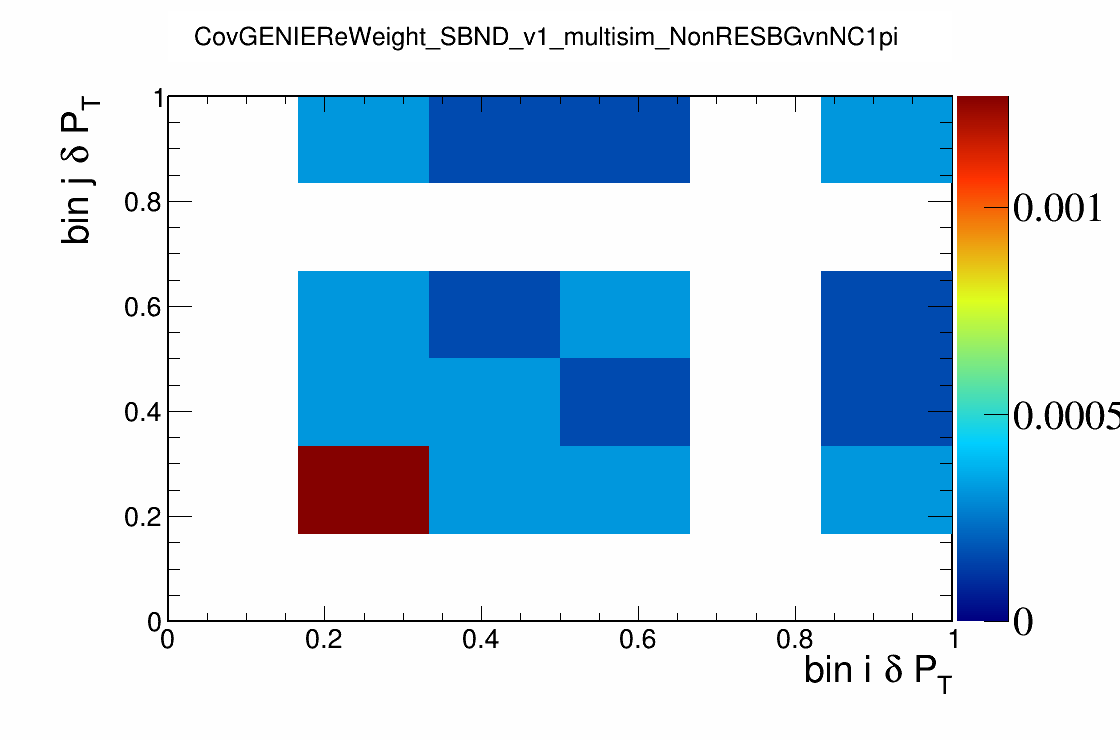 CovGENIEReWeight_SBND_v1_multisim_NonRESBGvnNC1pi
bin j δ P_T
1
0.8
0.6
0.4
0.2
0
0 0.2 0.4 0.6 0.8 1
bin i δ P_T
0.001
0.0005
0